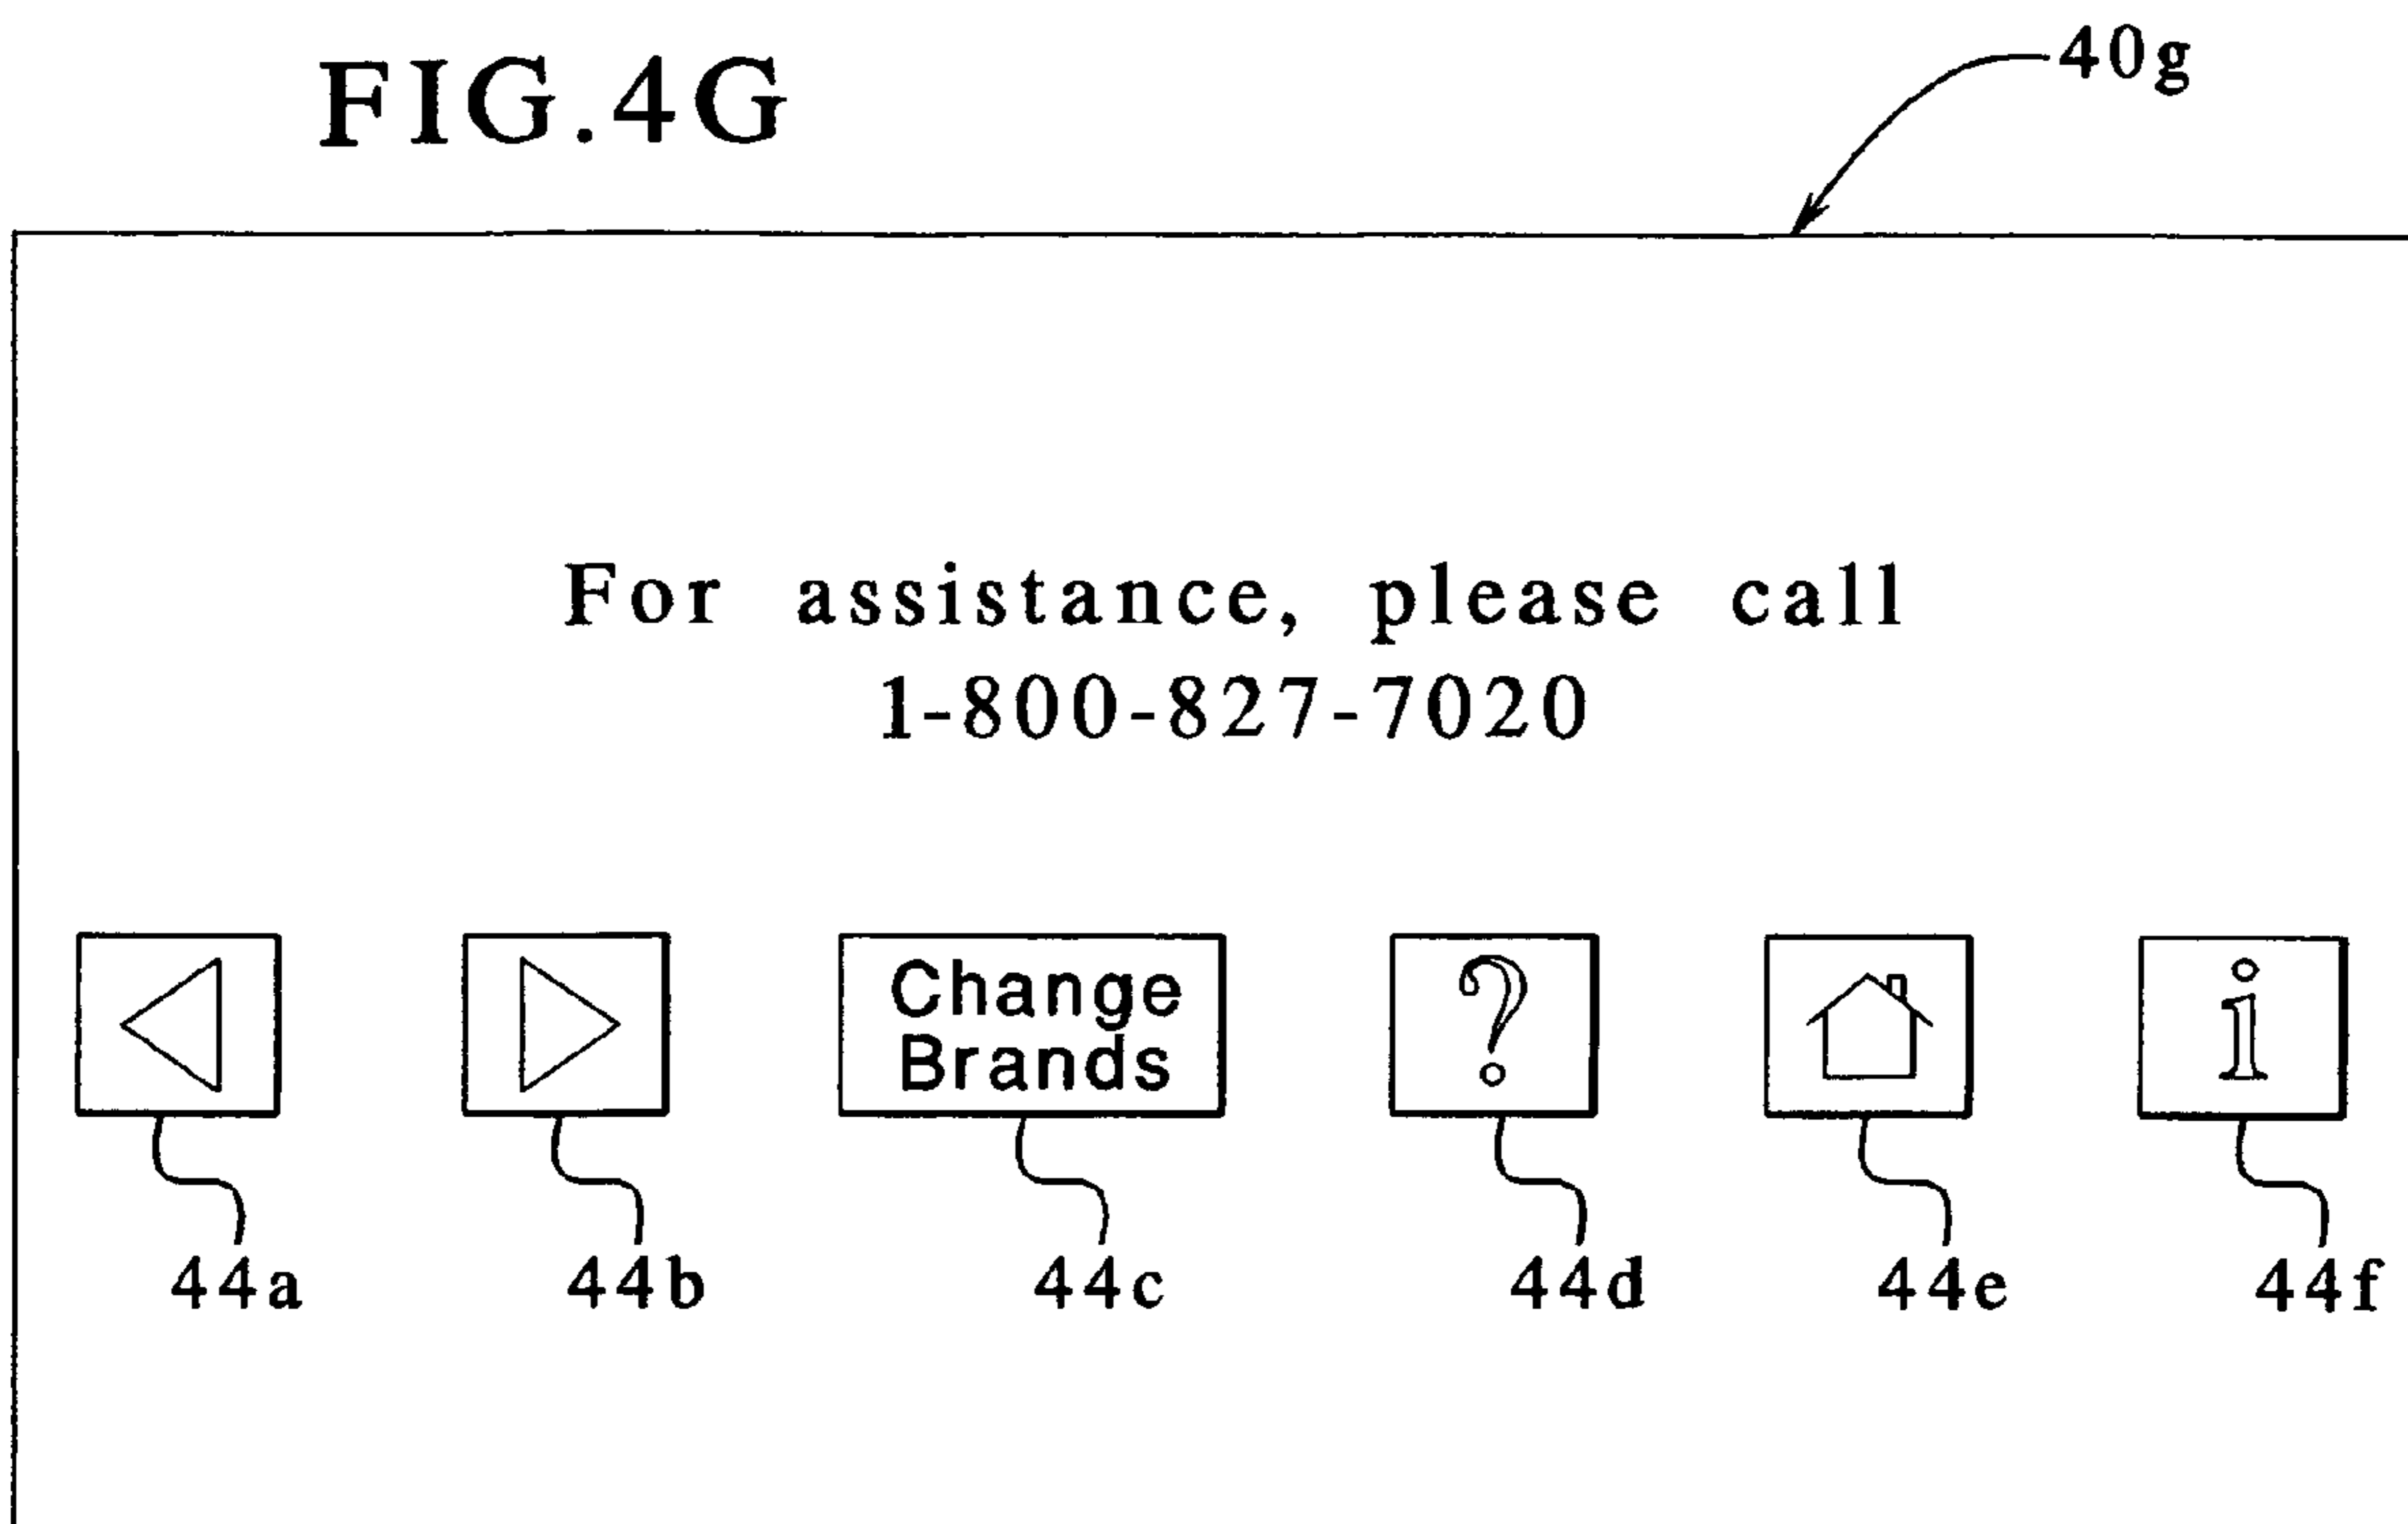 FIG.4G
40g
For assistance, please call
1-800-827-7020
Change
Brands
?
i
44a 44b 44c 44d 44e 44f